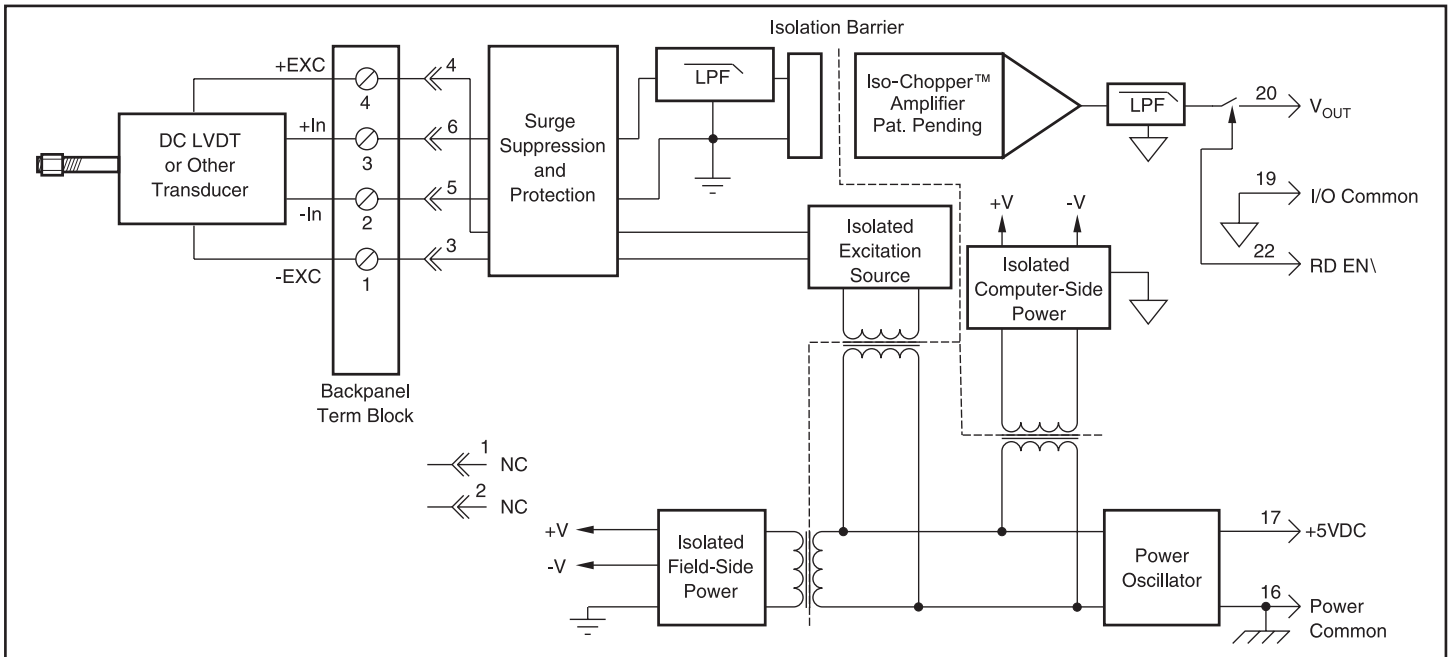 Isolation Barrier
+EXC
4
4
+In
3
6
-In
2
5
-EXC
1
3
DC LVDT
or Other
Transducer
Backpanel
Term Block
Surge
Suppression
and
Protection
LPF
Iso-Chopper™
Amplifier
Pat. Pending
LPF
20
VOUT
19
I/O Common
22
RD EN\
Isolated
Excitation
Source
+V
-V
Isolated
Computer-Side
Power
1
NC
2
NC
+V
-V
Isolated
Field-Side
Power
Power
Oscillator
17
+5VDC
16
Power
Common